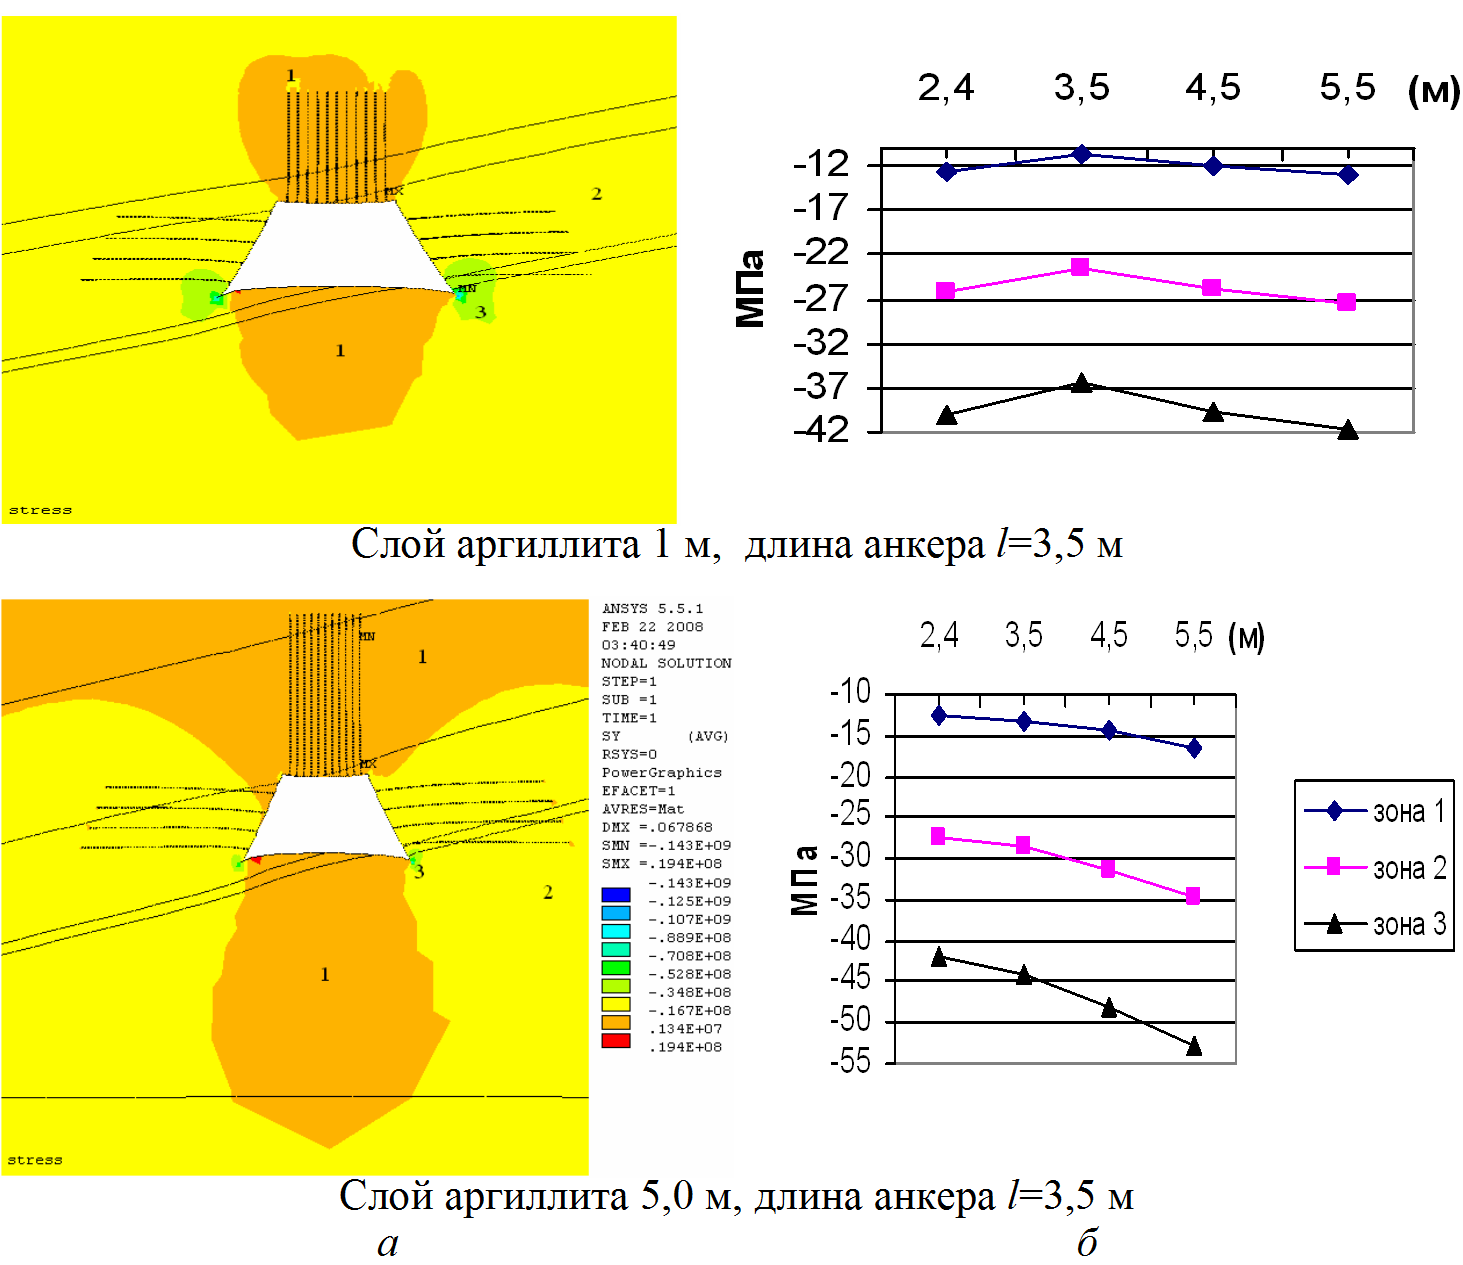 1
MX
2
MN
3
1
stress
2,4 3,5 4,5 5,5 (м)
МПа
-12
-17
-22
-27
-32
-37
-42
Слой аргиллита 1 м, длина анкера l=3,5 м
MN
1
MX
3
2
1
stress
ANSYS 5.5.1
FEB 22 2008
03:40:49
NODAL SOLUTION
STEP=1
SUB =1
TIME=1
SY (AVG)
RSYS=0
PowerGraphics
EFACET=1
AVRES=Mat
DMX =.067868
SMN =-.143E+09
SMX =.194E+08
-.143E+09
-.125E+09
-.107E+09
-.889E+08
-.708E+08
-.528E+08
-.348E+08
-.167E+08
.134E+07
.194E+08
2,4 3,5 4,5 5,5 (м)
МПа
-10
-15
-20
-25
-30
-35
-40
-45
-50
-55
зона 1
зона 2
зона 3
Слой аргиллита 5,0 м, длина анкера l=3,5 м
а б